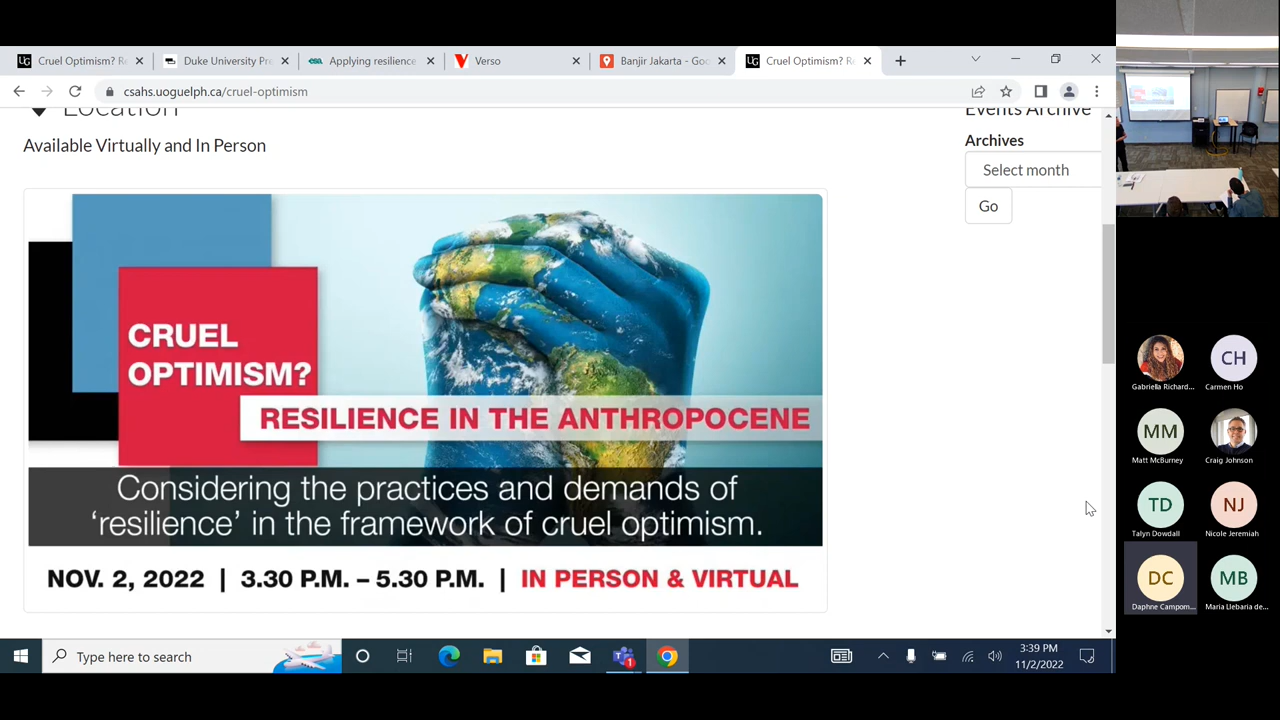 Cruel Optimism? R
Duke University Pr
Applying resilience
Verso
Banjir Jakarta - Goo
Cruel Optimism? R
csahs.uoguelph.ca/cruel-optimism
Location
Available Virtually and In Person
Events Archive
Archives
Select month
Go
CRUEL
OPTIMISM?
RESILIENCE IN THE ANTHROPOCENE
Considering the practices and demands of
‘resilience’ in the framework of cruel optimism.
NOV. 2, 2022 | 3.30 P.M. – 5.30 P.M. | IN PERSON & VIRTUAL
Type here to search
3:39 PM
11/2/2022
Gabriella Richard...
CH
Carmen Ho
MM
Matt McBurney
Craig Johnson
TD
Talyn Dowdall
NJ
Nicole Jeremiah
DC
Daphne Campom...
MB
Maria Llebaria de...